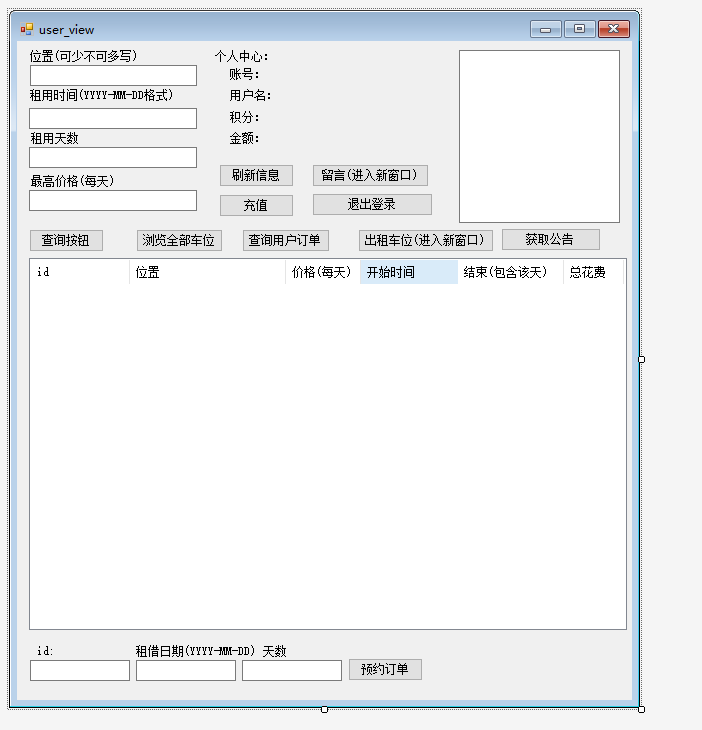 user_view
位置(可少不可多写)
个人中心:
账号:
租用时间(YYYY-MM-DD格式)
用户名:
积分:
租用天数
金额:
最高价格(每天)
刷新信息
留言(进入新窗口)
充值
退出登录
查询按钮
浏览全部车位
查询用户订单
出租车位(进入新窗口)
获取公告
id 位置 价格(每天) 开始时间 结束(包含该天) 总花费
id:
租借日期(YYYY-MM-DD) 天数
预约订单